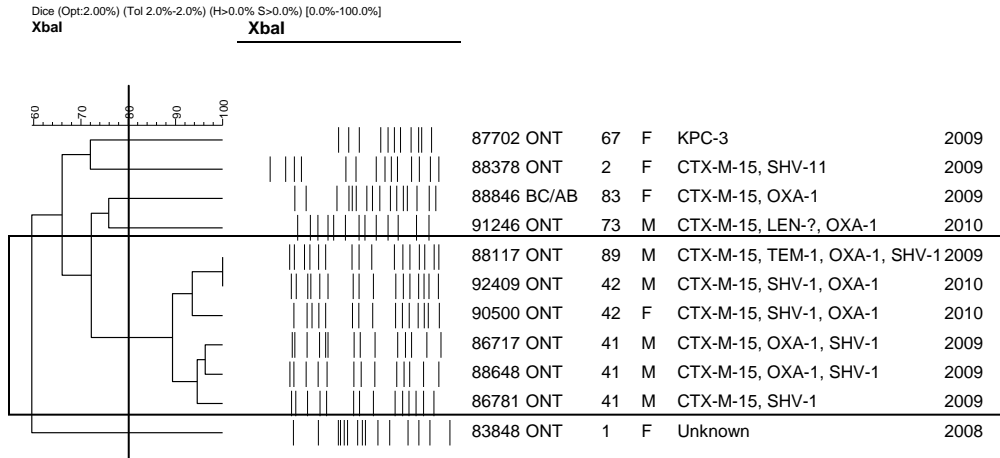 Dice (Opt:2.00%) (Tol 2.0%-2.0%) (H>0.0% S>0.0%) [0.0%-100.0%]
XbaI XbaI
60 70 80 90 100
87702 ONT 67 F KPC-3 2009
88378 ONT 2 F CTX-M-15, SHV-11 2009
88846 BC/AB 83 F CTX-M-15, OXA-1 2009
91246 ONT 73 M CTX-M-15, LEN-?, OXA-1 2010
88117 ONT 89 M CTX-M-15, TEM-1, OXA-1, SHV-1 2009
92409 ONT 42 M CTX-M-15, SHV-1, OXA-1 2010
90500 ONT 42 F CTX-M-15, SHV-1, OXA-1 2010
86717 ONT 41 M CTX-M-15, OXA-1, SHV-1 2009
88648 ONT 41 M CTX-M-15, OXA-1, SHV-1 2009
86781 ONT 41 M CTX-M-15, SHV-1 2009
83848 ONT 1 F Unknown 2008